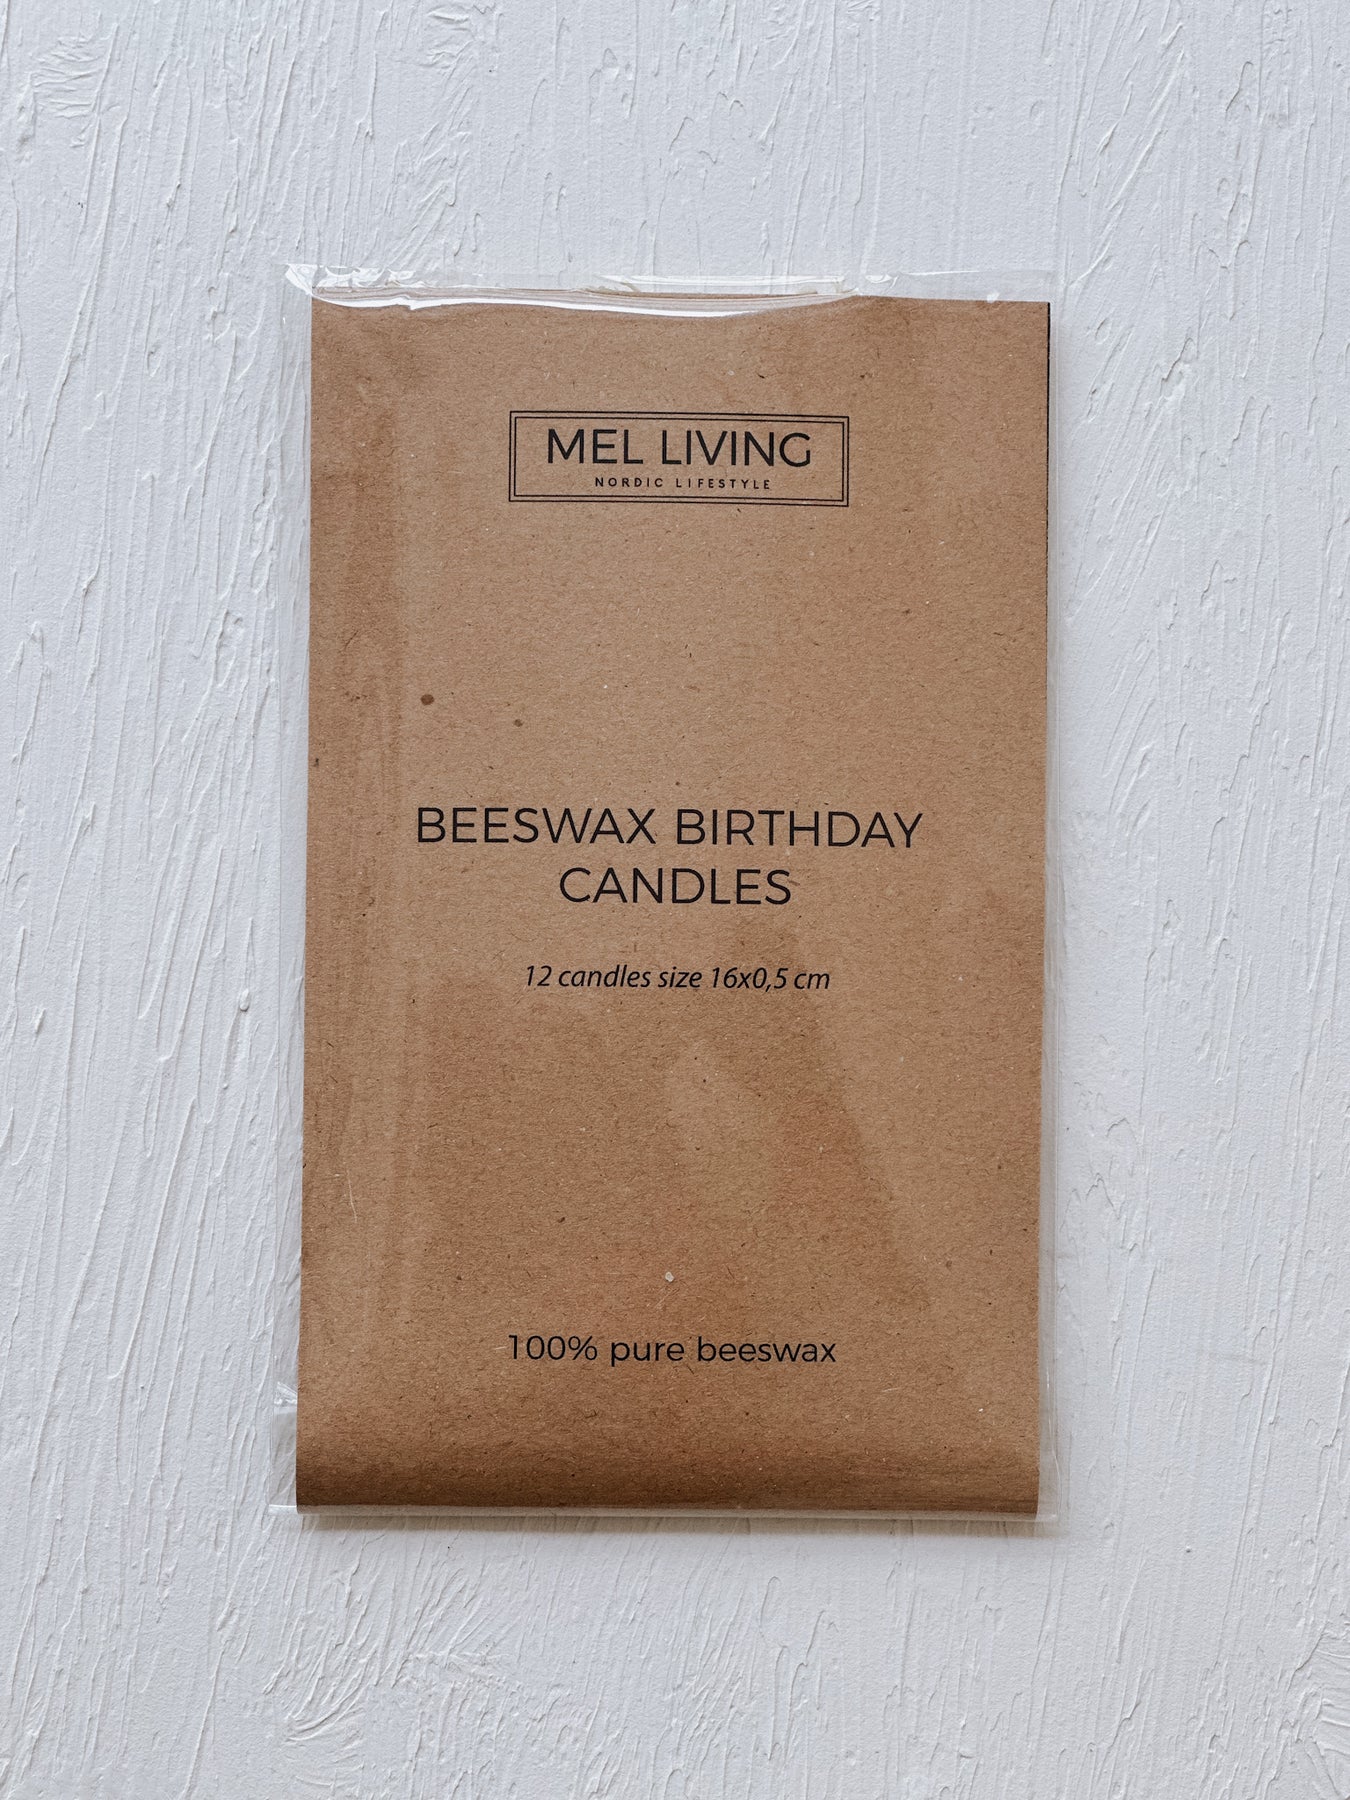 MEL LIVING
NORDIC LIFESTYLE
BEESWAX BIRTHDAY
CANDLES
12 candles size 16x0,5 cm
100% pure beeswax